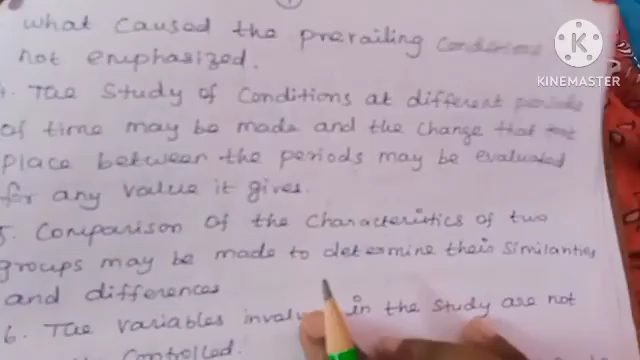 what caused the prerailing conditions
not emphasized.
4. The study of conditions at different periods
of time may be made and the change that
place between the periods may be evaluated
for any value it gives.
5. Comparison of the characteristics of two
groups may be made to determine their similarities
and differences
6. The variables in the study are not
controlled.
KINEMASTER